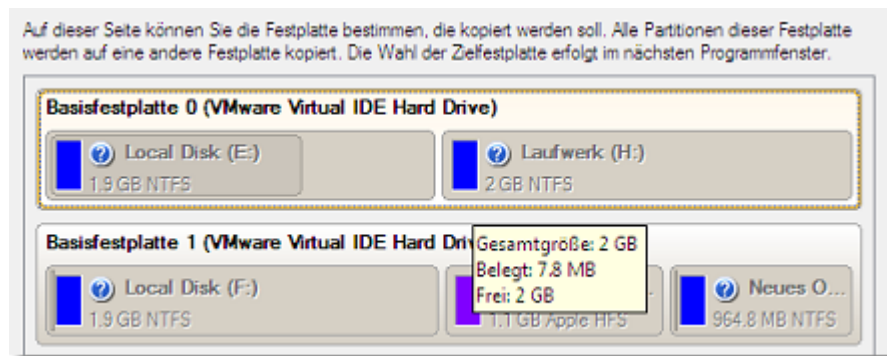 Auf dieser Seite können Sie die Festplatte bestimmen, die kopiert werden soll. Alle Partitionen dieser Festplatte
werden auf eine andere Festplatte kopiert. Die Wahl der Zielfestplatte erfolgt im nächsten Programmfenster.
Basisfestplatte 0 (VMware Virtual IDE Hard Drive)
Local Disk (E:)
1.9 GB NTFS
Laufwerk (H:)
2 GB NTFS
Basisfestplatte 1 (VMware Virtual IDE Hard
Gesamtgröße: 2 GB
Belegt: 7.8 MB
Frei: 2 GB
Local Disk (F:)
1.9 GB NTFS
1.1 GB Apple HFS
Neues O...
964.8 MB NTFS